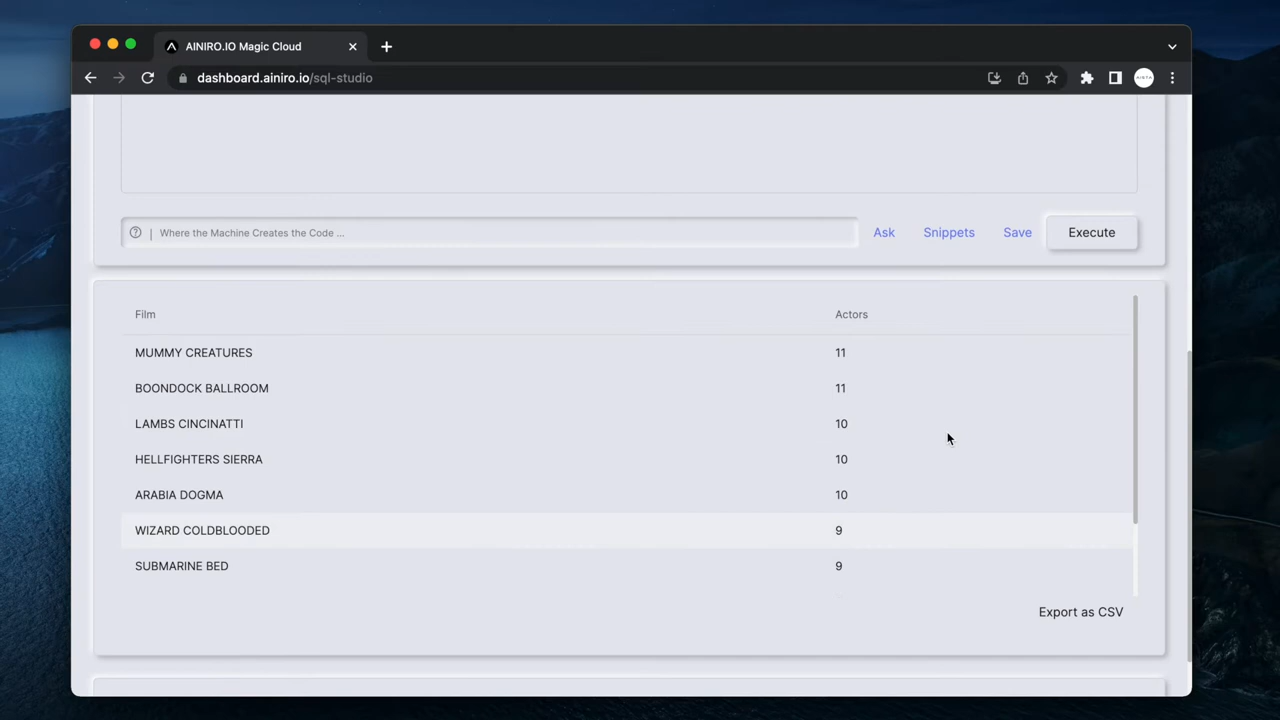 AINIRO.IO Magic Cloud
dashboard.ainiro.io/sql-studio
Where the Machine Creates the Code ...
Ask Snippets Save Execute
Film Actors
MUMMY CREATURES 11
BOONDOCK BALLROOM 11
LAMBS CINCINATTI 10
HELLFIGHTERS SIERRA 10
ARABIA DOGMA 10
WIZARD COLDBLOODED 9
SUBMARINE BED 9
Export as CSV